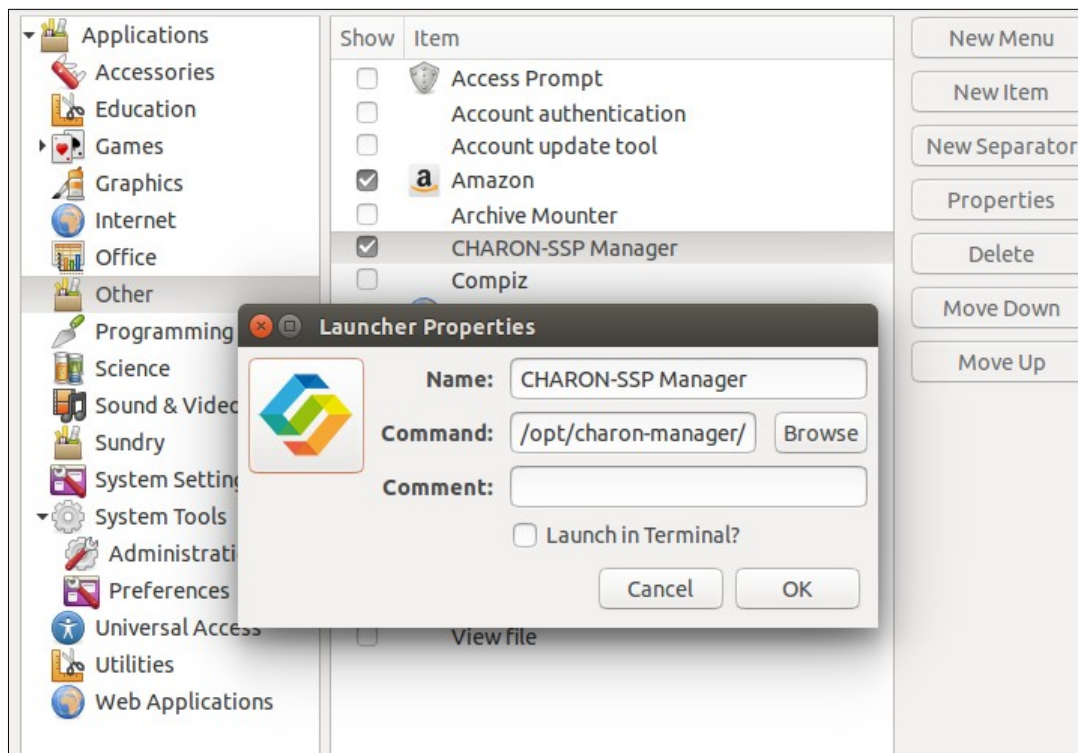 Applications
Accessories
Education
Games
Graphics
Internet
Office
Other
Programming
Science
Sound & Video
Sundry
System Setting
System Tools
Administrati
Preferences
Universal Access
Utilities
Web Applications
Show Item
Access Prompt
Account authentication
Account update tool
a Amazon
Archive Mounter
CHARON-SSP Manager
Compiz
View file
New Menu
New Item
New Separator
Properties
Delete
Move Down
Move Up
Launcher Properties
Name: CHARON-SSP Manager
Command: /opt/charon-manager/ Browse
Comment:
Launch in Terminal?
Cancel OK